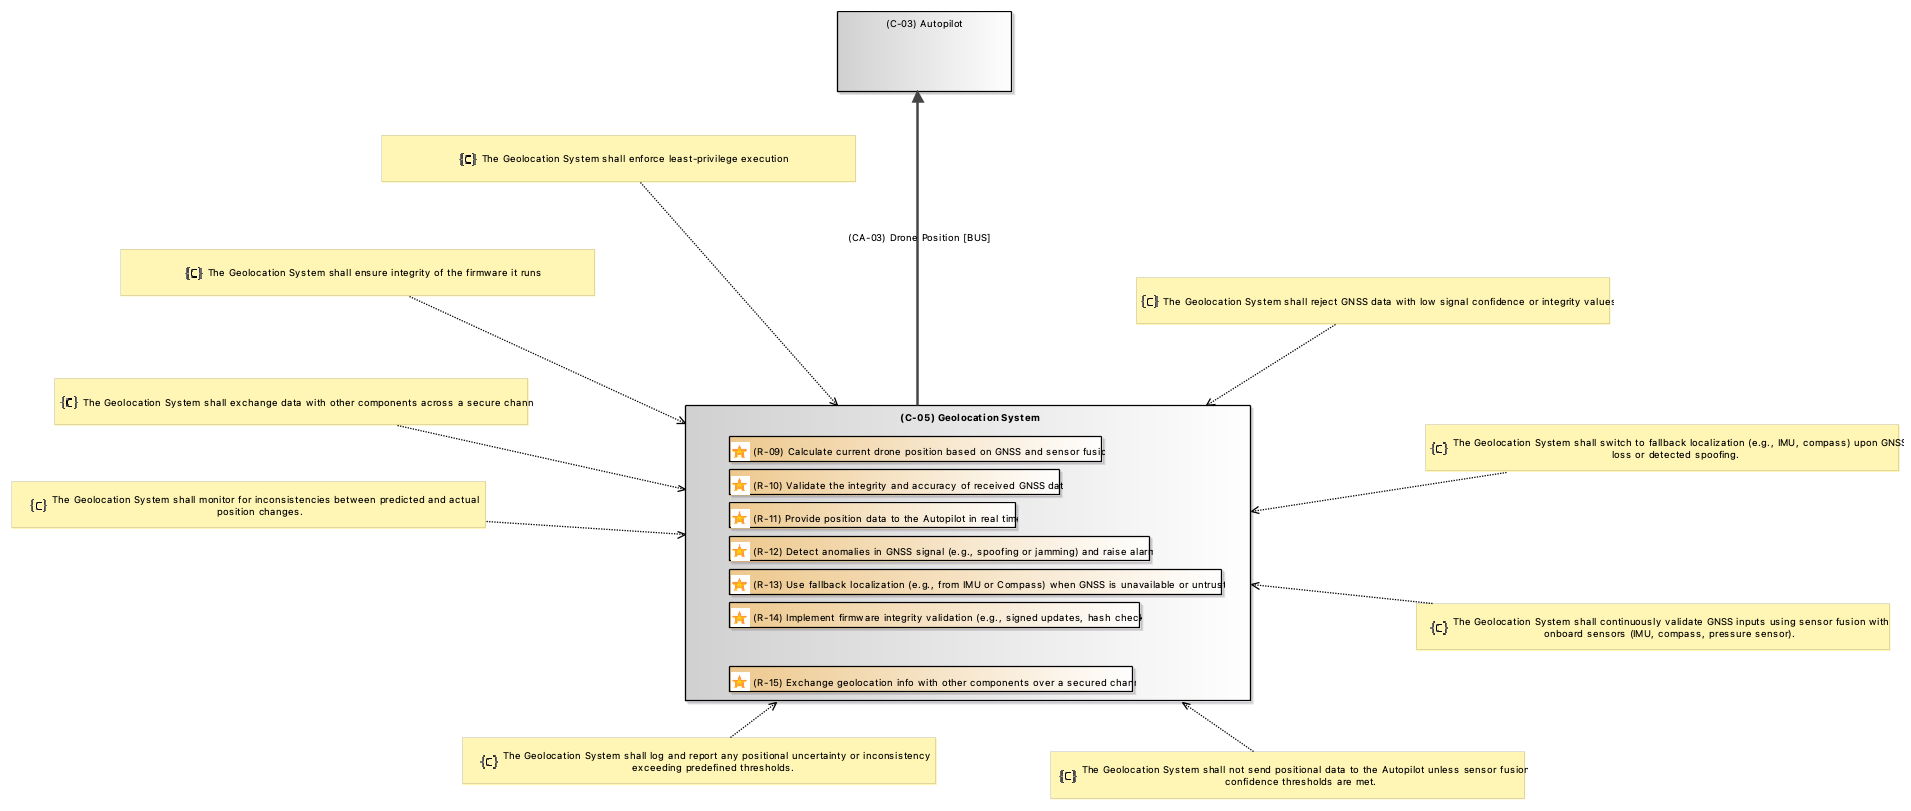 (C-03) Autopilot
{C} The Geolocation System shall enforce least-privilege execution
(CA-03) Drone Position [BUS]
{C} The Geolocation System shall ensure integrity of the firmware it runs
{C} The Geolocation System shall reject GNSS data with low signal confidence or integrity values
{C} The Geolocation System shall exchange data with other components across a secure chann
(C-05) Geolocation System
(R-09) Calculate current drone position based on GNSS and sensor fusic
(R-10) Validate the integrity and accuracy of received GNSS dat
(R-11) Provide position data to the Autopilot in real time
(R-12) Detect anomalies in GNSS signal (e.g., spoofing or jamming) and raise alarm
(R-13) Use fallback localization (e.g., from IMU or Compass) when GNSS is unavailable or untrust
(R-14) Implement firmware integrity validation (e.g., signed updates, hash check
(R-15) Exchange geolocation info with other components over a secured chan
{C} The Geolocation System shall switch to fallback localization (e.g., IMU, compass) upon GNSS
loss or detected spoofing.
{C} The Geolocation System shall monitor for inconsistencies between predicted and actual
position changes.
{C} The Geolocation System shall continuously validate GNSS inputs using sensor fusion with
onboard sensors (IMU, compass, pressure sensor).
{C} The Geolocation System shall log and report any positional uncertainty or inconsistency
exceeding predefined thresholds.
{C} The Geolocation System shall not send positional data to the Autopilot unless sensor fusion
confidence thresholds are met.